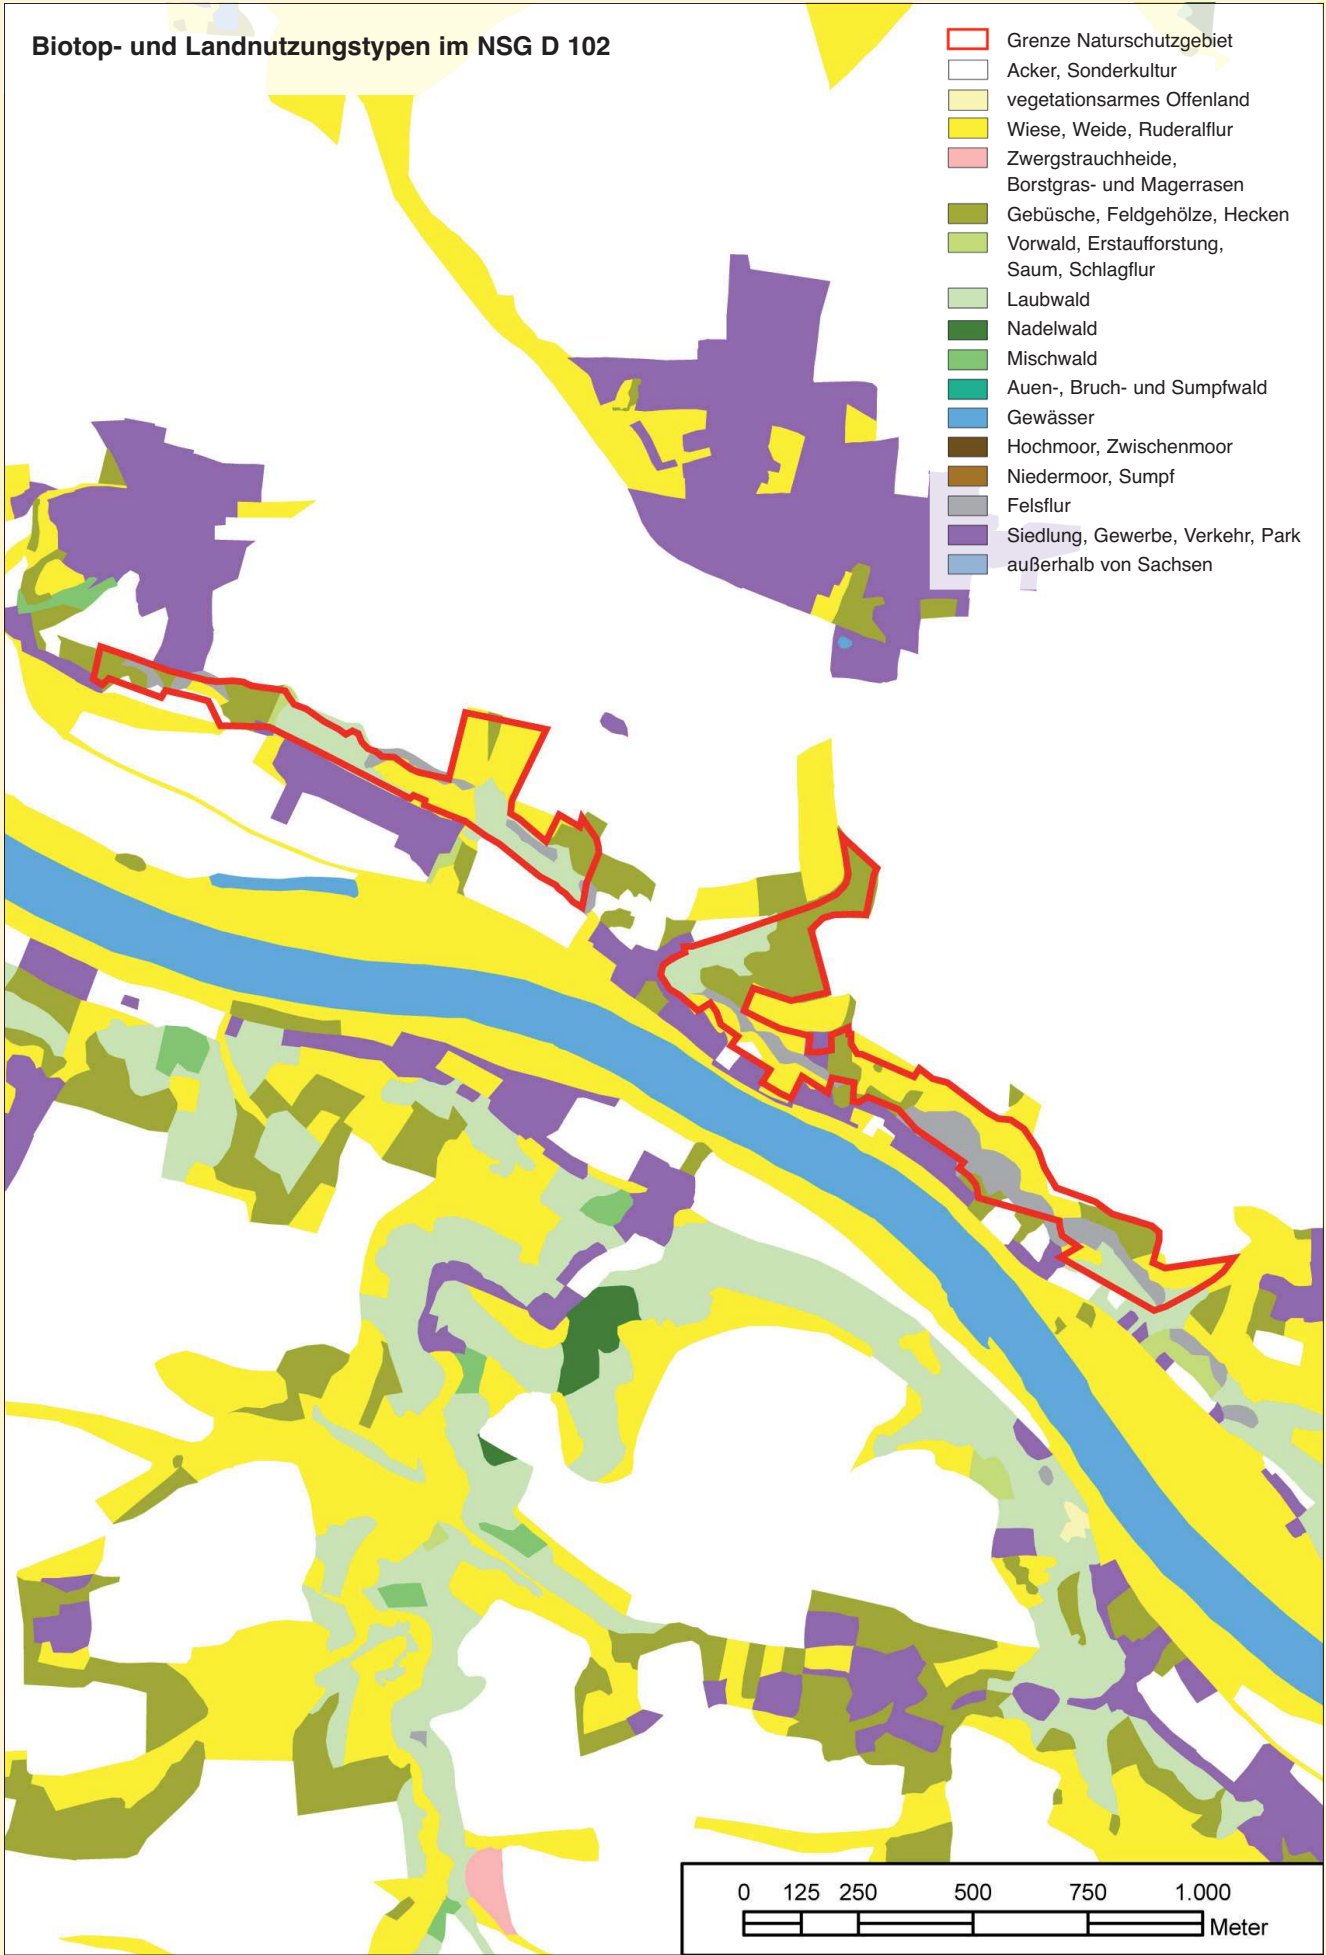 Biotop- und Landnutzungstypen im NSG D 102
Grenze Naturschutzgebiet
Acker, Sonderkultur
vegetationsarmes Offenland
Wiese, Weide, Ruderalflur
Zwergstrauchheide,
Borstgras- und Magerrasen
Gebüsche, Feldgehölze, Hecken
Vorwald, Erstaufforstung,
Saum, Schlagflur
Laubwald
Nadelwald
Mischwald
Auen-, Bruch- und Sumpfwald
Gewässer
Hochmoor, Zwischenmoor
Niedermoor, Sumpf
Felsflur
Siedlung, Gewerbe, Verkehr, Park
außerhalb von Sachsen
0 125 250 500 750 1.000
Meter